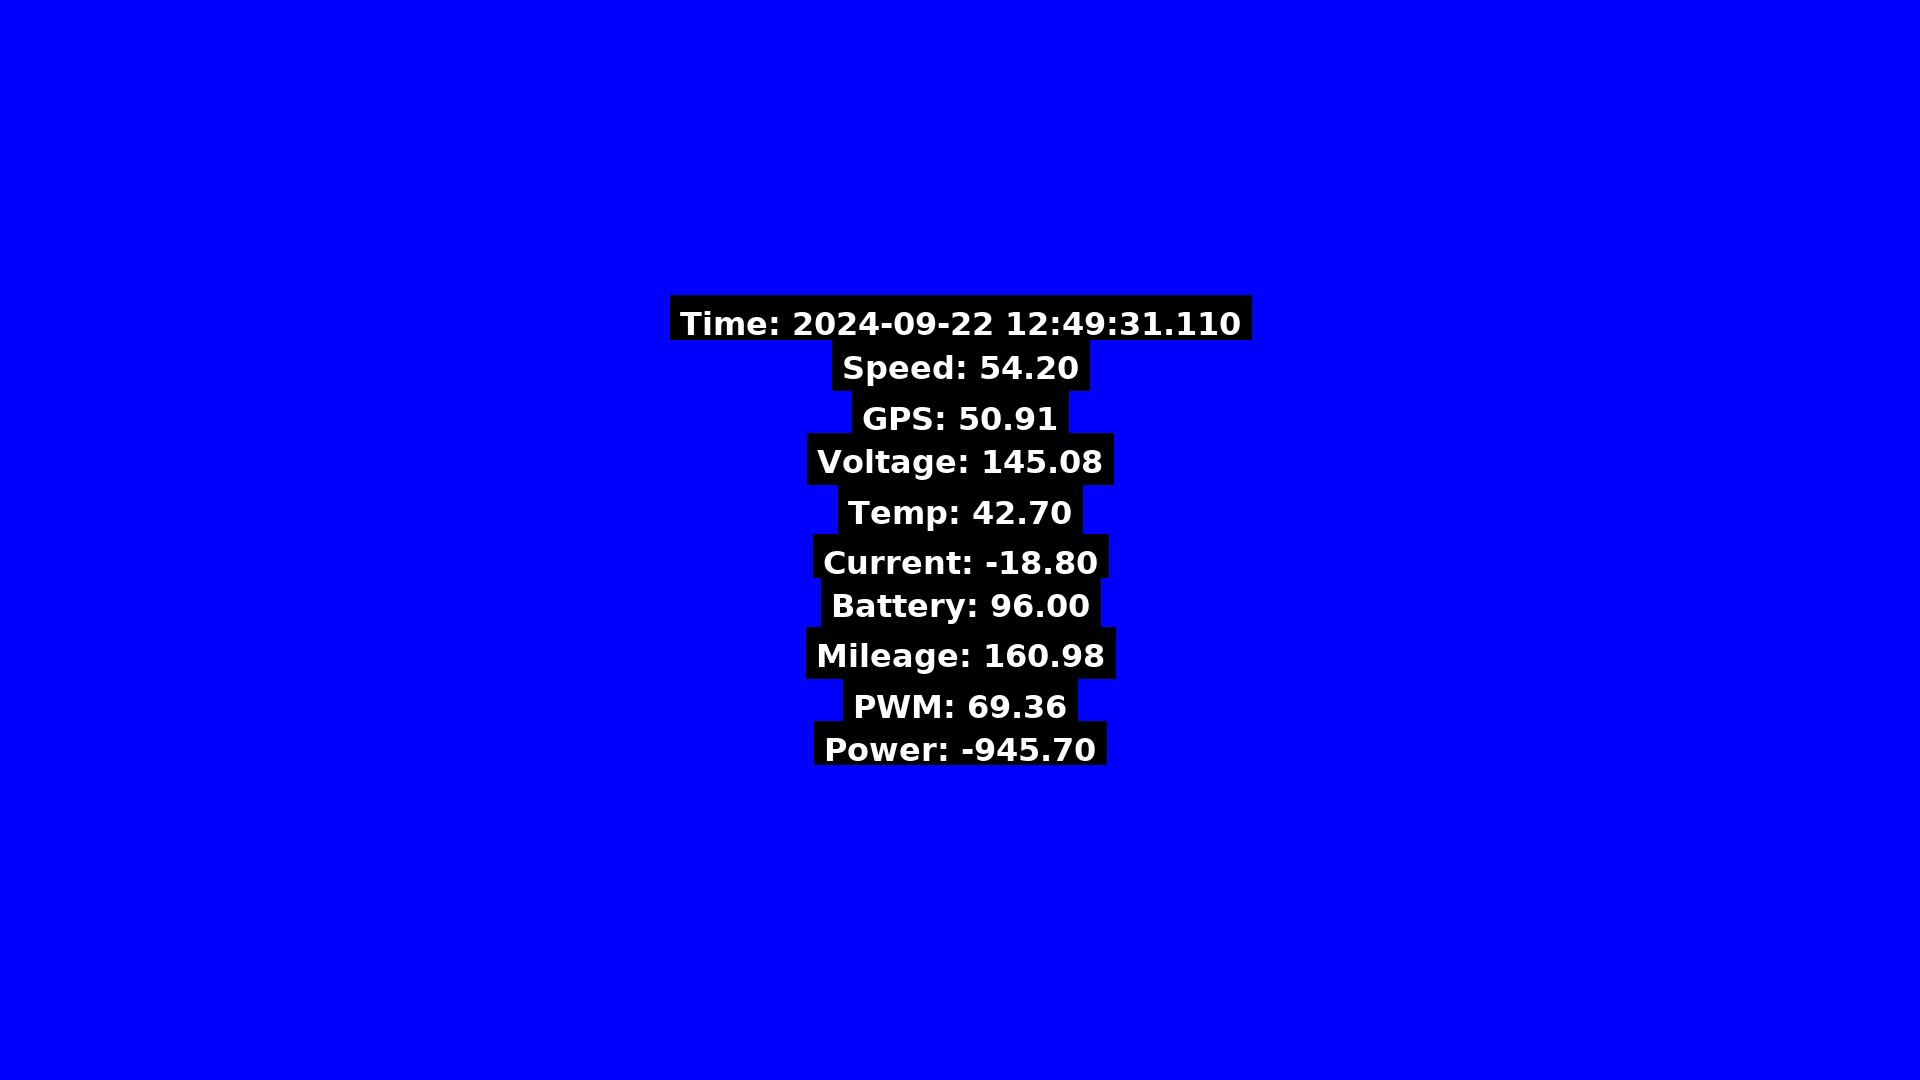 Time: 2024-09-22 12:49:31.110
Speed: 54.20
GPS: 50.91
Voltage: 145.08
Temp: 42.70
Current: -18.80
Battery: 96.00
Mileage: 160.98
PWM: 69.36
Power: -945.70